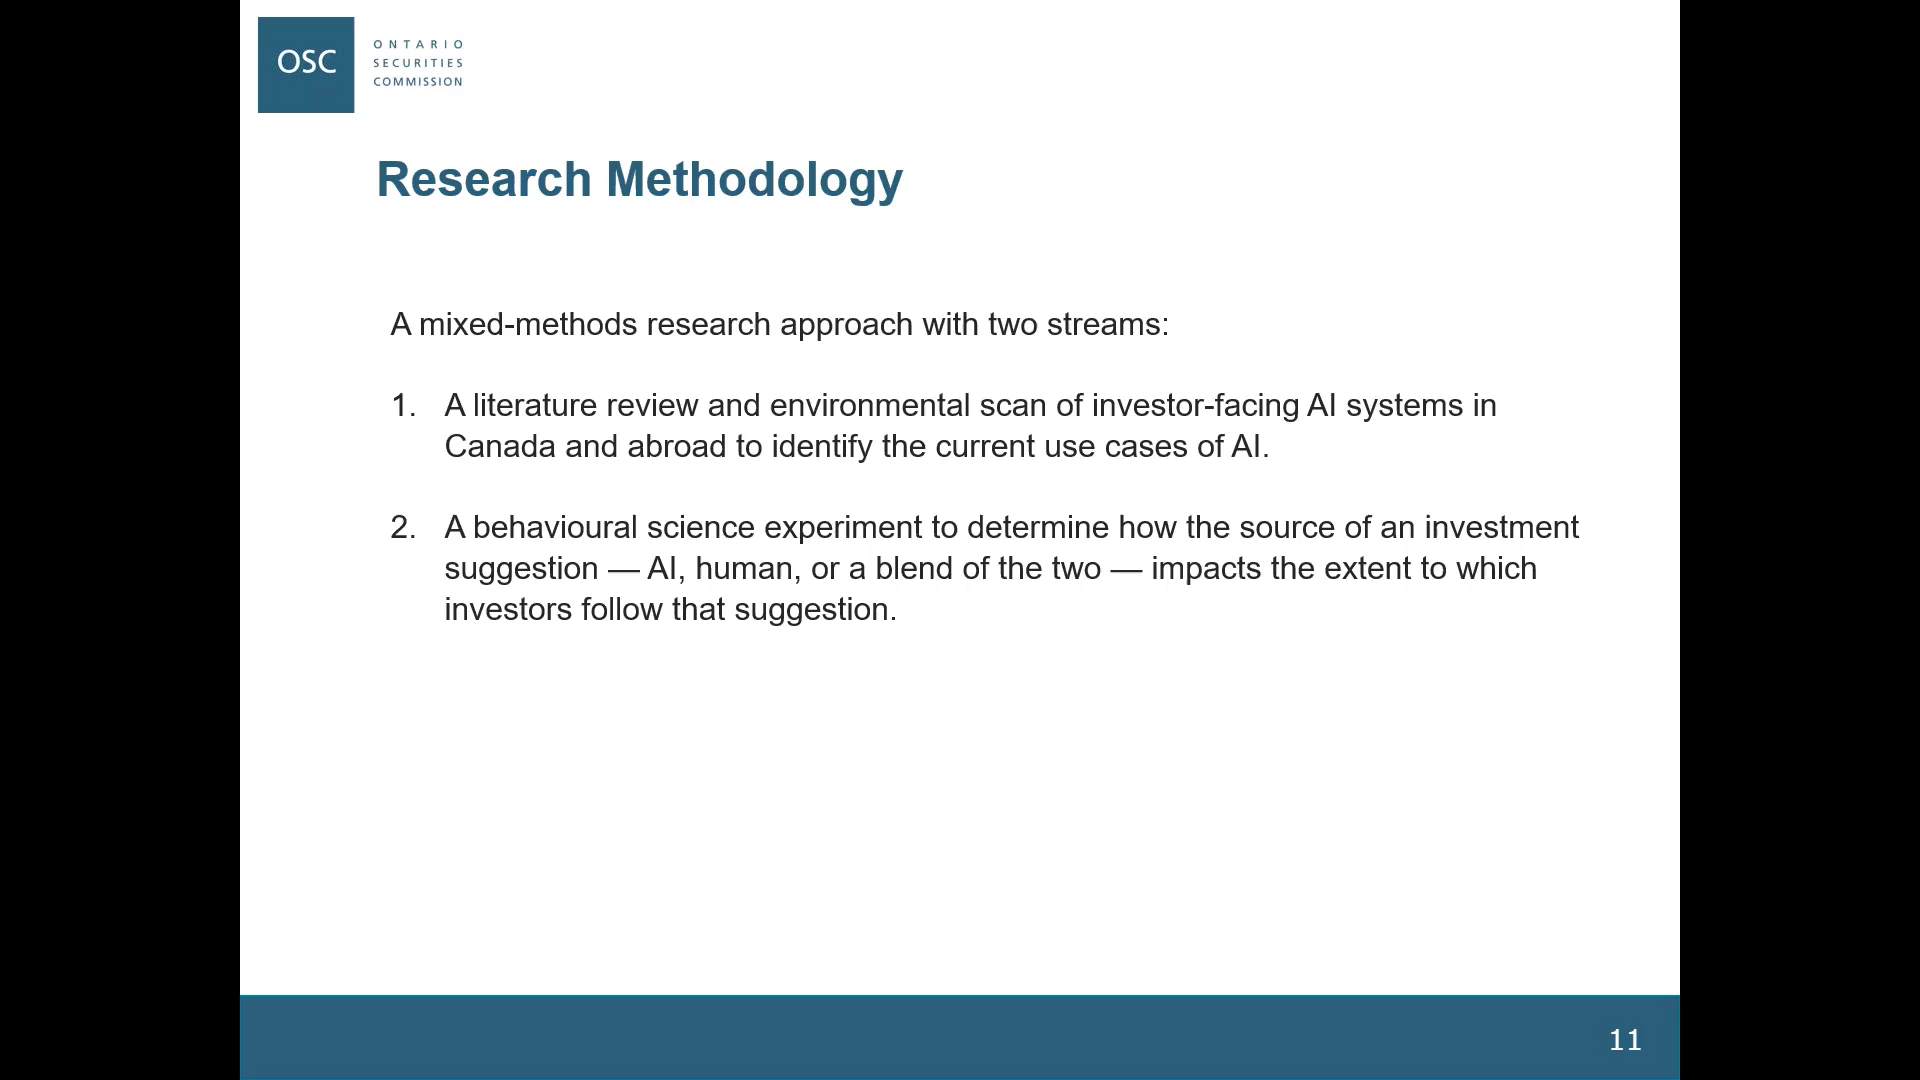 OSC
ONTARIO
SECURITIES
COMMISSION
Research Methodology
A mixed-methods research approach with two streams:
1. A literature review and environmental scan of investor-facing AI systems in
Canada and abroad to identify the current use cases of AI.
2. A behavioural science experiment to determine how the source of an investment
suggestion — AI, human, or a blend of the two — impacts the extent to which
investors follow that suggestion.
11